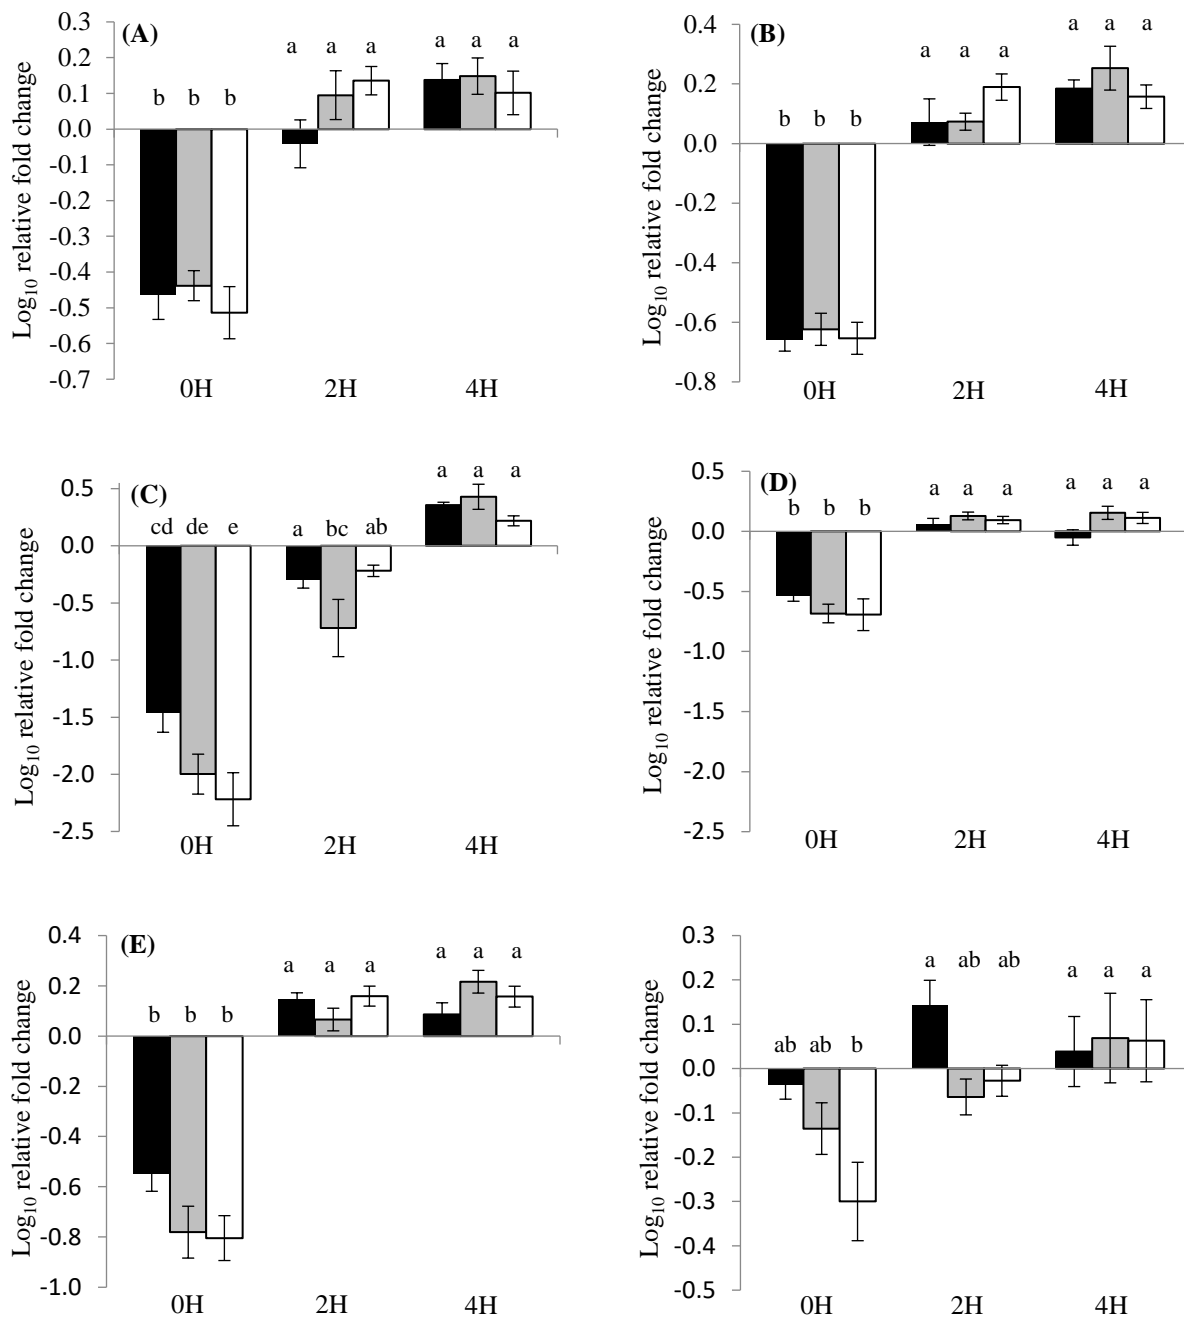 (A)
Log10 relative fold change
0.3
0.2
0.1
0.0
-0.1
-0.2
-0.3
-0.4
-0.5
-0.6
-0.7
b b b
a a a
a a a
0H 2H 4H
(B)
Log10 relative fold change
0.4
0.2
0.0
-0.2
-0.4
-0.6
-0.8
b b b
a a a
a a a
0H 2H 4H
(C)
Log10 relative fold change
0.5
0.0
-0.5
-1.0
-1.5
-2.0
-2.5
cd de e
a bc ab
a a a
0H 2H 4H
(D)
Log10 relative fold change
0.5
0.0
-0.5
-1.0
-1.5
-2.0
-2.5
b b b
a a a
a a a
0H 2H 4H
(E)
Log10 relative fold change
0.4
0.2
0.0
-0.2
-0.4
-0.6
-0.8
-1.0
b b b
a a a
a a a
0H 2H 4H
Log10 relative fold change
0.3
0.2
0.1
0.0
-0.1
-0.2
-0.3
-0.4
-0.5
ab ab b
a ab ab
a a a
0H 2H 4H